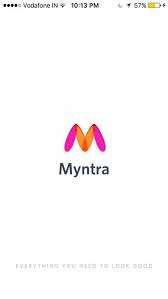 Vodafone IN 10:13 PM 57%
Myntra
EVERYTHING YOU NEED TO LOOK GOOD